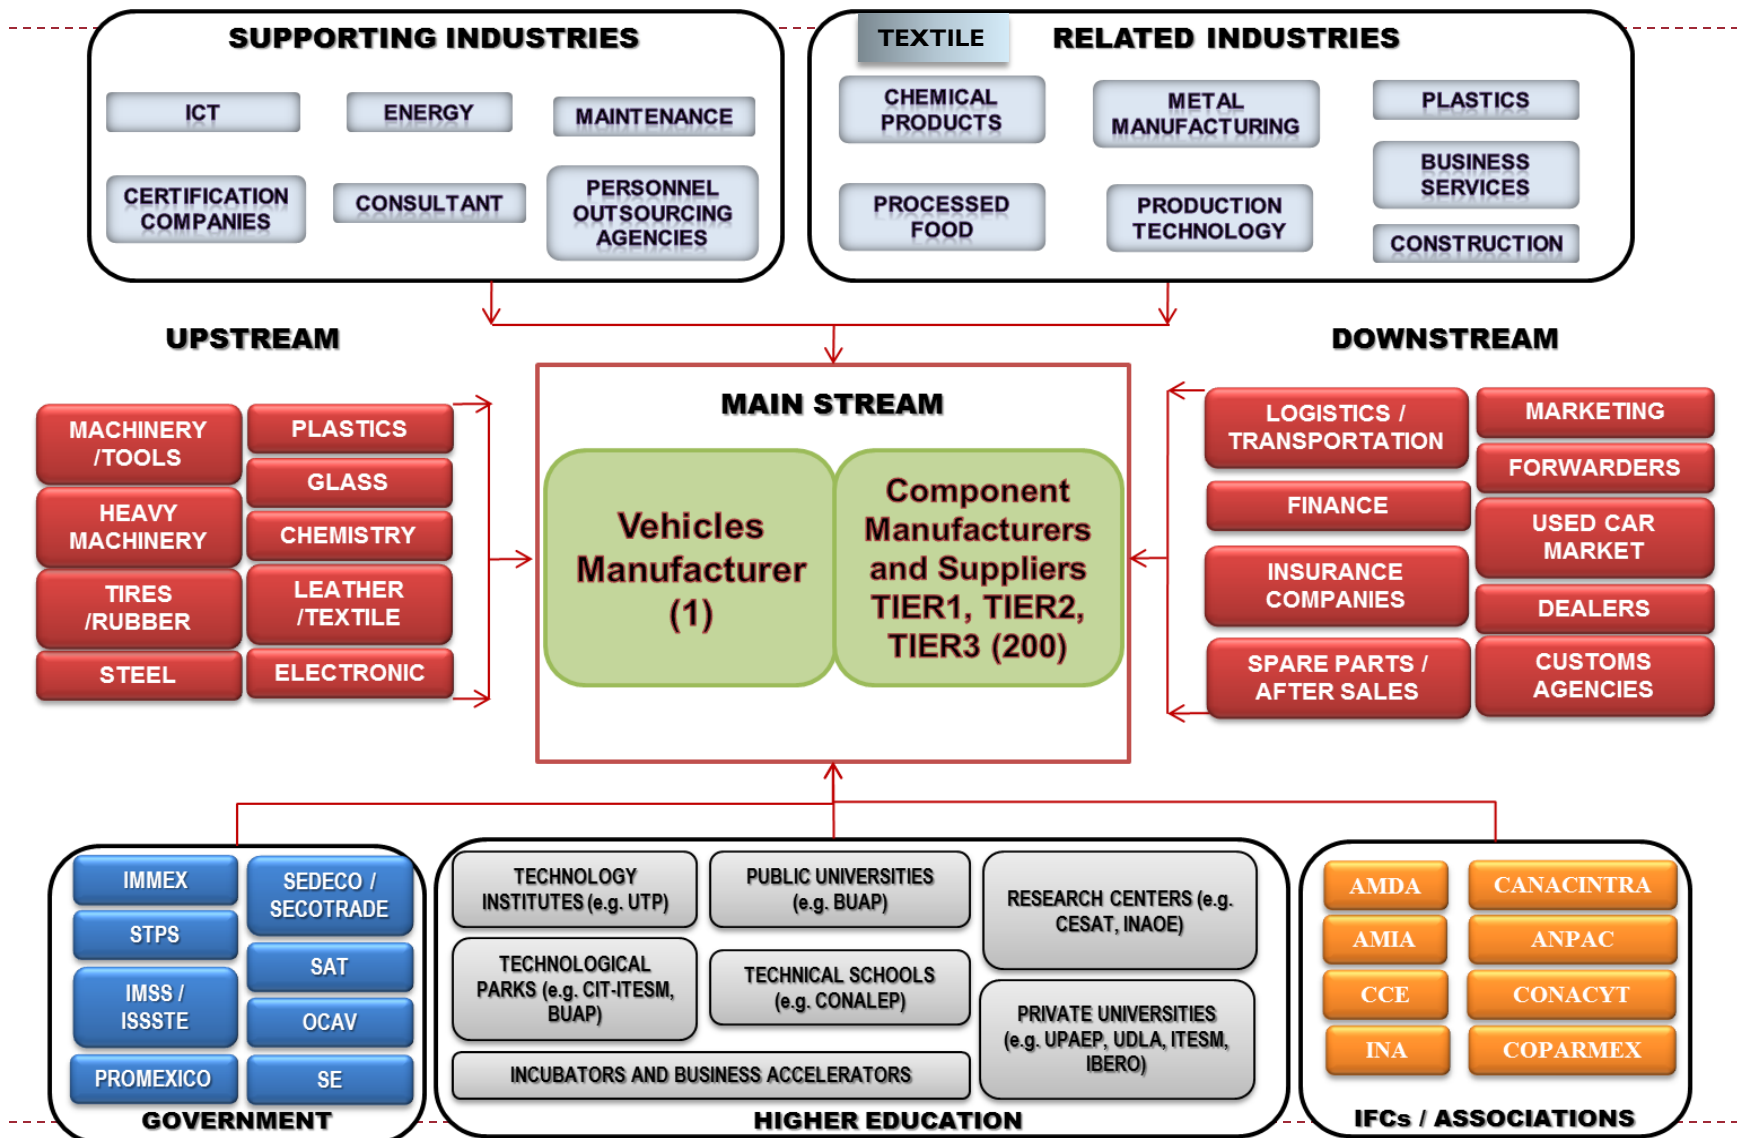 SUPPORTING INDUSTRIES
ICT
ENERGY
MAINTENANCE
CERTIFICATION
COMPANIES
CONSULTANT
PERSONNEL
OUTSOURCING
AGENCIES
TEXTILE
RELATED INDUSTRIES
CHEMICAL
PRODUCTS
METAL
MANUFACTURING
PLASTICS
BUSINESS
SERVICES
PROCESSED
FOOD
PRODUCTION
TECHNOLOGY
CONSTRUCTION
UPSTREAM
MACHINERY
/TOOLS
HEAVY
MACHINERY
TIRES
/RUBBER
STEEL
PLASTICS
GLASS
CHEMISTRY
LEATHER
/TEXTILE
ELECTRONIC
MAIN STREAM
Vehicles
Manufacturer
(1)
Component
Manufacturers
and Suppliers
TIER1, TIER2,
TIER3 (200)
DOWNSTREAM
LOGISTICS /
TRANSPORTATION
FINANCE
INSURANCE
COMPANIES
SPARE PARTS /
AFTER SALES
MARKETING
FORWARDERS
USED CAR
MARKET
DEALERS
CUSTOMS
AGENCIES
IMMEX
STPS
IMSS /
ISSSTE
PROMEXICO
SEDECO /
SECOTRADE
SAT
OCAV
SE
GOVERNMENT
TECHNOLOGY
INSTITUTES (e.g. UTP)
PUBLIC UNIVERSITIES
(e.g. BUAP)
RESEARCH CENTERS (e.g.
CESAT, INAOE)
TECHNOLOGICAL
PARKS (e.g. CIT-ITESM,
BUAP)
TECHNICAL SCHOOLS
(e.g. CONALEP)
PRIVATE UNIVERSITIES
(e.g. UPAEP, UDLA, ITESM,
IBERO)
INCUBATORS AND BUSINESS ACCELERATORS
HIGHER EDUCATION
AMDA
AMIA
CCE
INA
CANACINTRA
ANPAC
CONACYT
COPARMEX
IFCs / ASSOCIATIONS